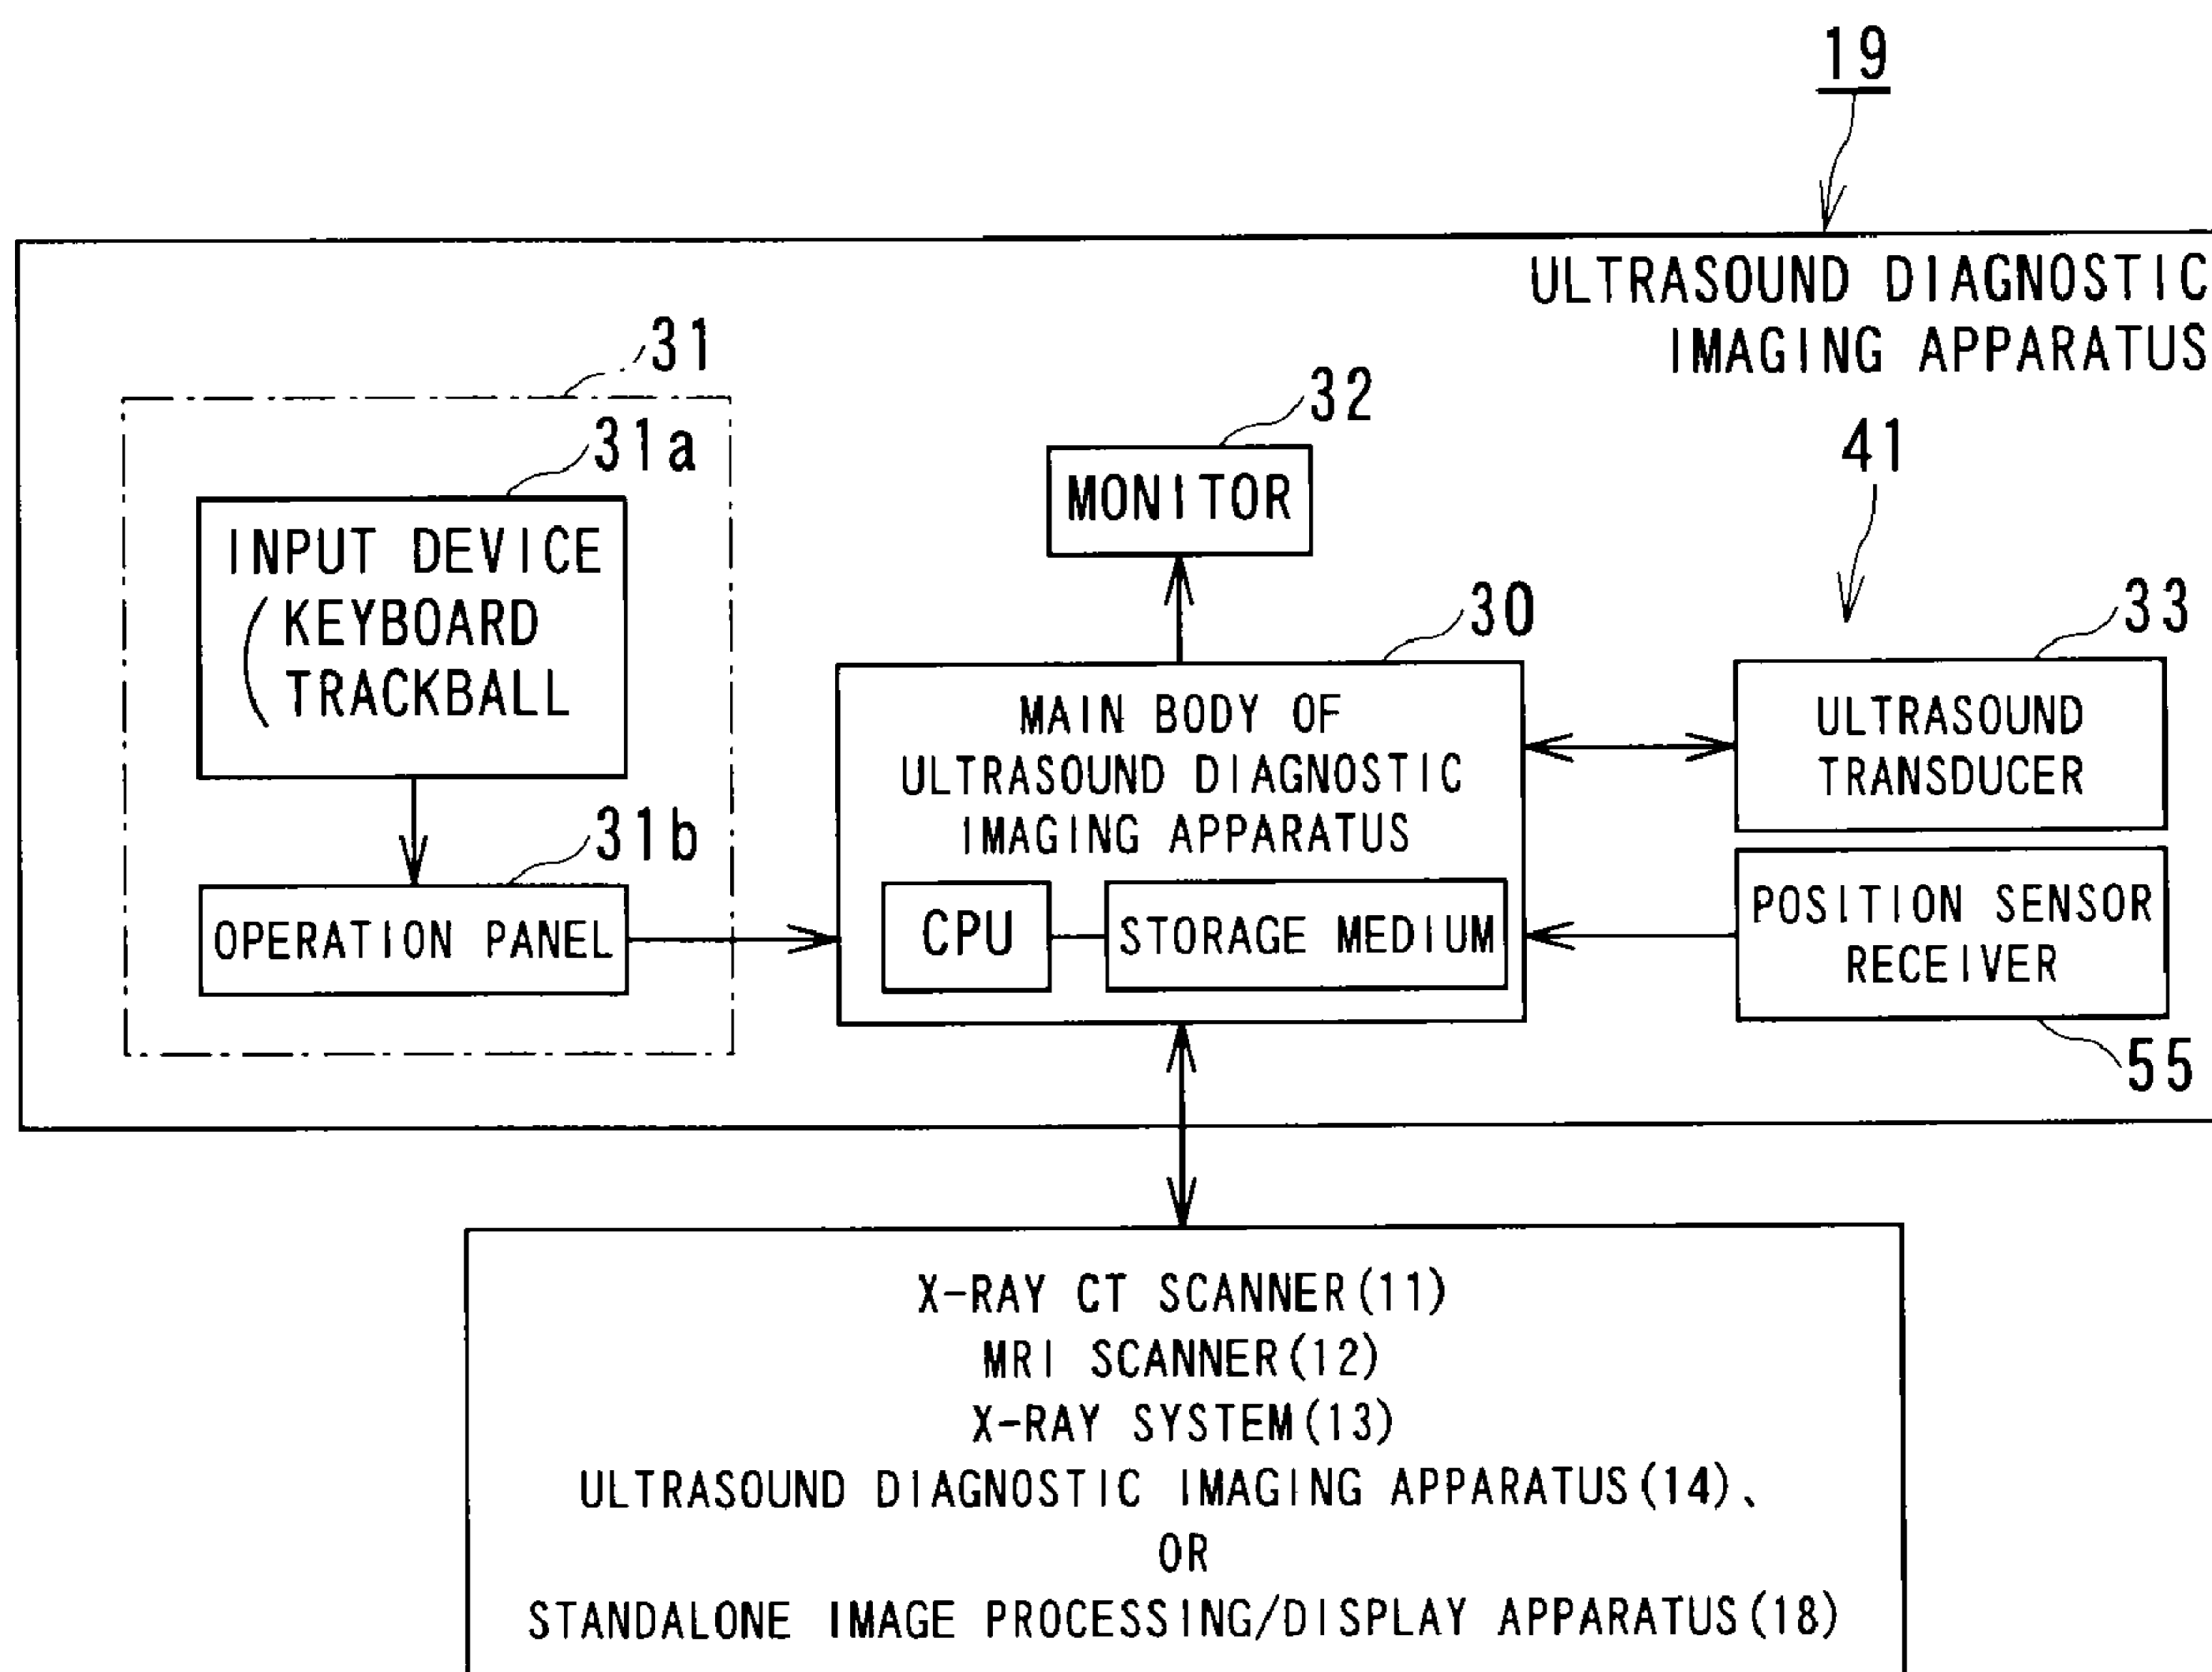 19
ULTRASOUND DIAGNOSTIC
IMAGING APPARATUS
31
31a
INPUT DEVICE
(KEYBOARD
TRACKBALL
31b
OPERATION PANEL
32
MONITOR
30
MAIN BODY OF
ULTRASOUND DIAGNOSTIC
IMAGING APPARATUS
CPU
STORAGE MEDIUM
41
33
ULTRASOUND
TRANSDUCER
POSITION SENSOR
RECEIVER
55
X-RAY CT SCANNER(11)
MRI SCANNER(12)
X-RAY SYSTEM(13)
ULTRASOUND DIAGNOSTIC IMAGING APPARATUS(14)、
OR
STANDALONE IMAGE PROCESSING/DISPLAY APPARATUS(18)